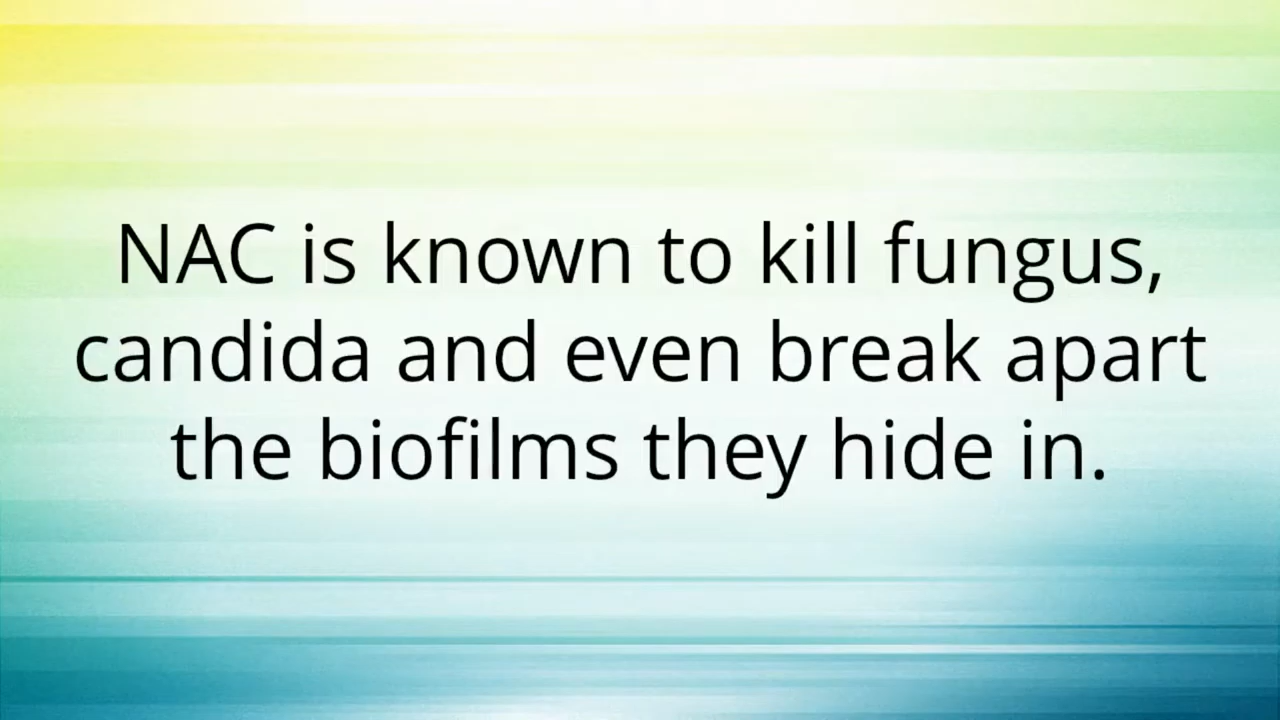 NAC is known to kill fungus,
candida and even break apart
the biofilms they hide in.